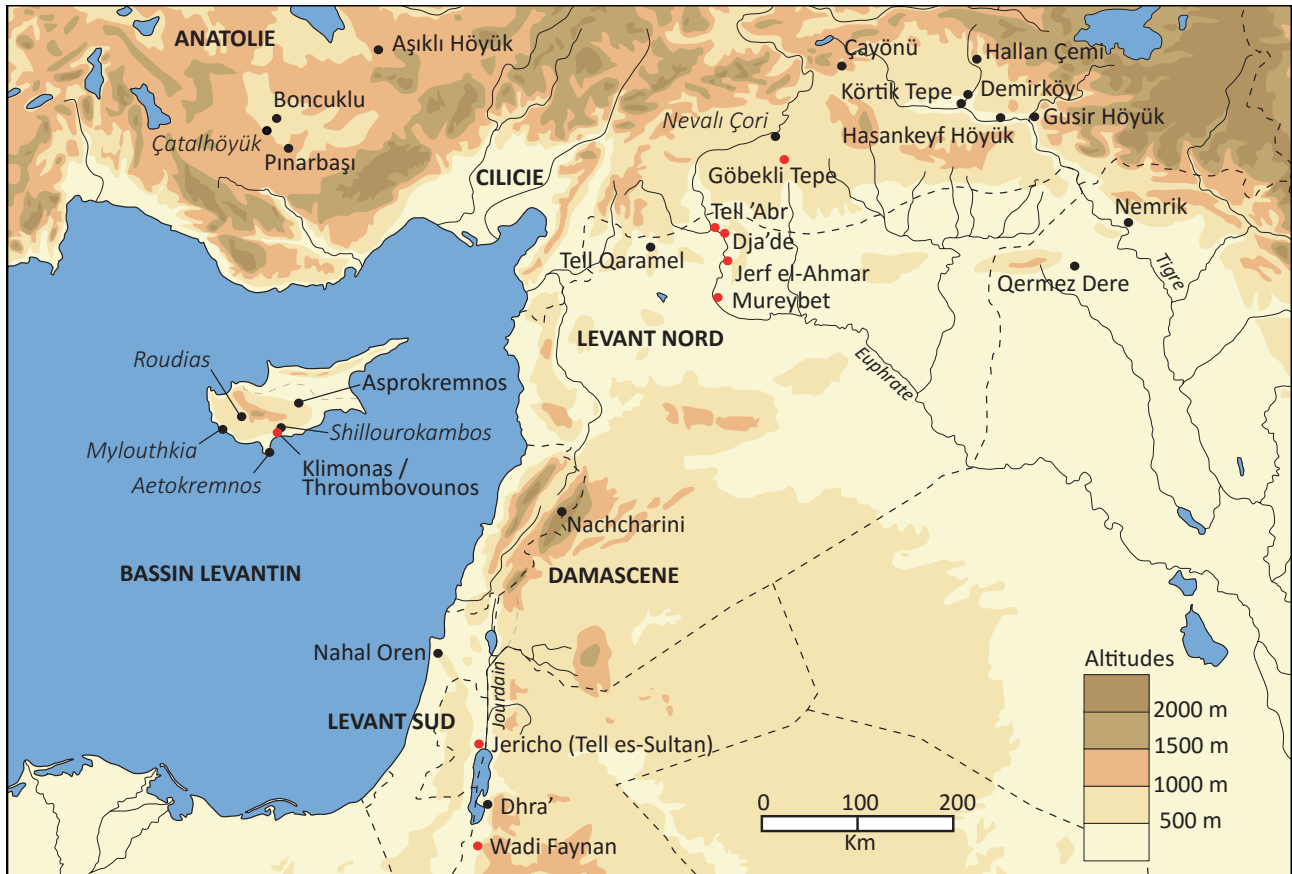 ANATOLIE
Aşıklı Höyük
Boncuklu
Çatalhöyük
Pınarbaşı
CILICIE
Çayönü
Hallan Çemi
Körtik Tepe
Demirköy
Nevalı Çori
Hasankeyf Höyük
Gusir Höyük
Göbekli Tepe
Tell 'Abr
Dja'de
Nemrik
Tell Qaramel
Jerf el-Ahmar
Mureybet
Qermez Dere
Tigre
LEVANT NORD
Euphrate
Roudias
Asprokremnos
Mylouthkia
Shillourokambos
Aetokremnos
Klimonas /
Throumbovounos
Nachcharini
BASSIN LEVANTIN
DAMASCENE
Nahal Oren
Jourdain
LEVANT SUD
Jericho (Tell es-Sultan)
Dhra'
Wadi Faynan
0 100 200
Km
Altitudes
2000 m
1500 m
1000 m
500 m